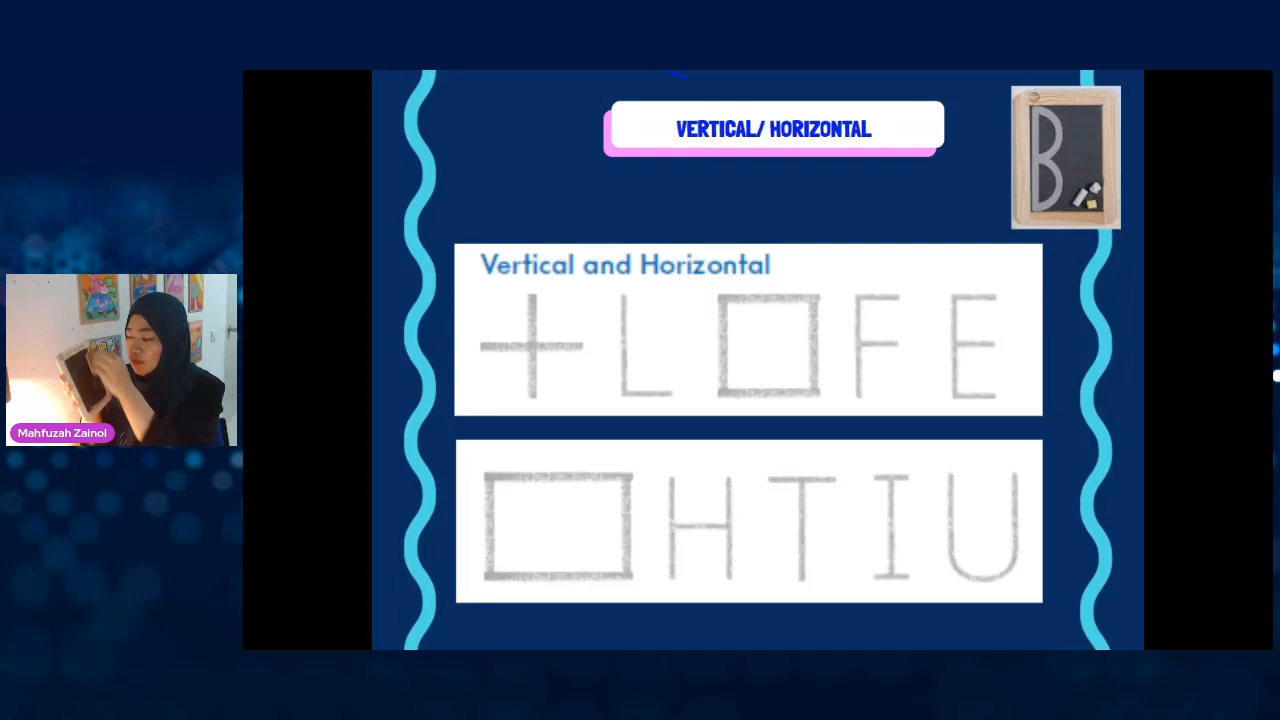 VERTICAL/ HORIZONTAL
B
Vertical and Horizontal
L F E
H T I U
Mahfuzah Zainol